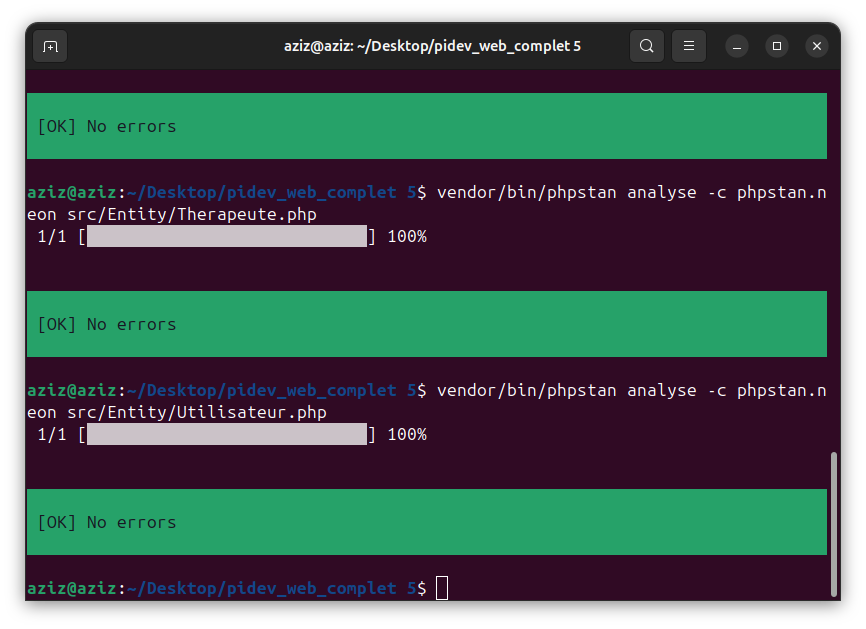 aziz@aziz: ~/Desktop/pidev_web_complet 5
[OK] No errors
aziz@aziz:~/Desktop/pidev_web_complet 5$ vendor/bin/phpstan analyse -c phpstan.n
eon src/Entity/Therapeute.php
1/1 [ ] 100%
[OK] No errors
aziz@aziz:~/Desktop/pidev_web_complet 5$ vendor/bin/phpstan analyse -c phpstan.n
eon src/Entity/Utilisateur.php
1/1 [ ] 100%
[OK] No errors
aziz@aziz:~/Desktop/pidev_web_complet 5$